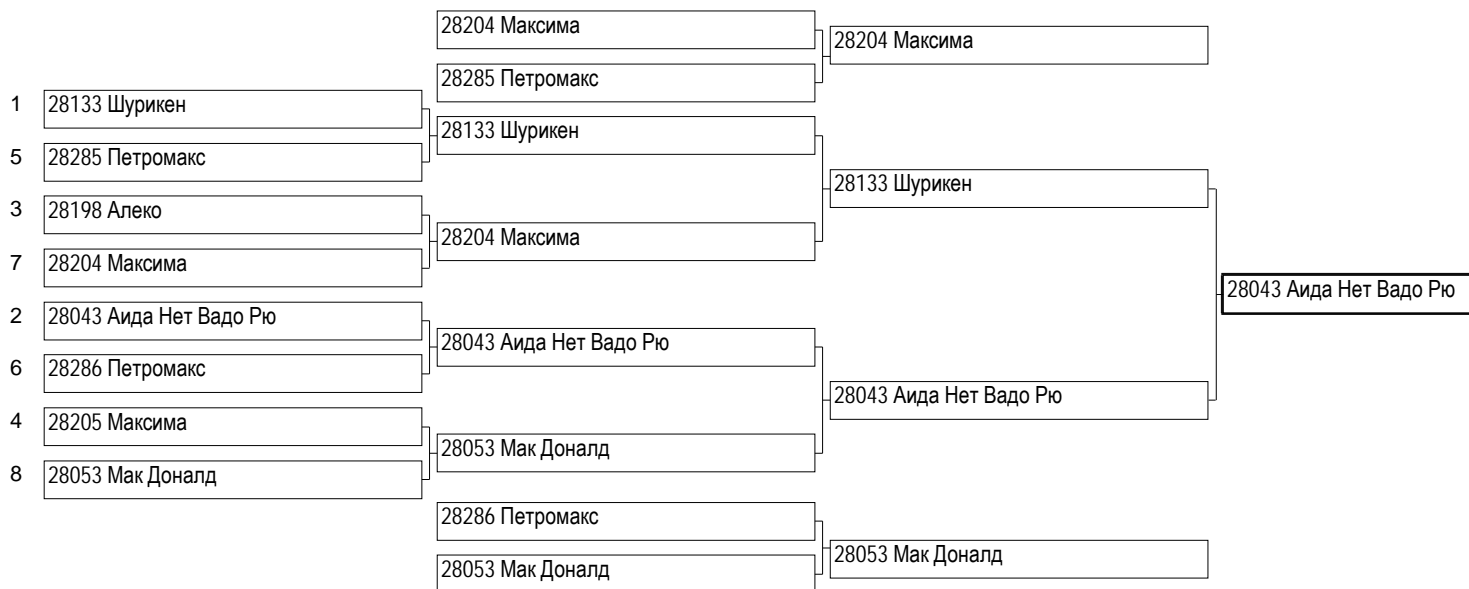 28204 Максима
28204 Максима
28285 Петромакс
1 28133 Шурикен
28133 Шурикен
5 28285 Петромакс
28133 Шурикен
3 28198 Алеко
28204 Максима
7 28204 Максима
28043 Аида Нет Вадо Рю
2 28043 Аида Нет Вадо Рю
28043 Аида Нет Вадо Рю
6 28286 Петромакс
28043 Аида Нет Вадо Рю
4 28205 Максима
28053 Мак Доналд
8 28053 Мак Доналд
28286 Петромакс
28053 Мак Доналд
28053 Мак Доналд